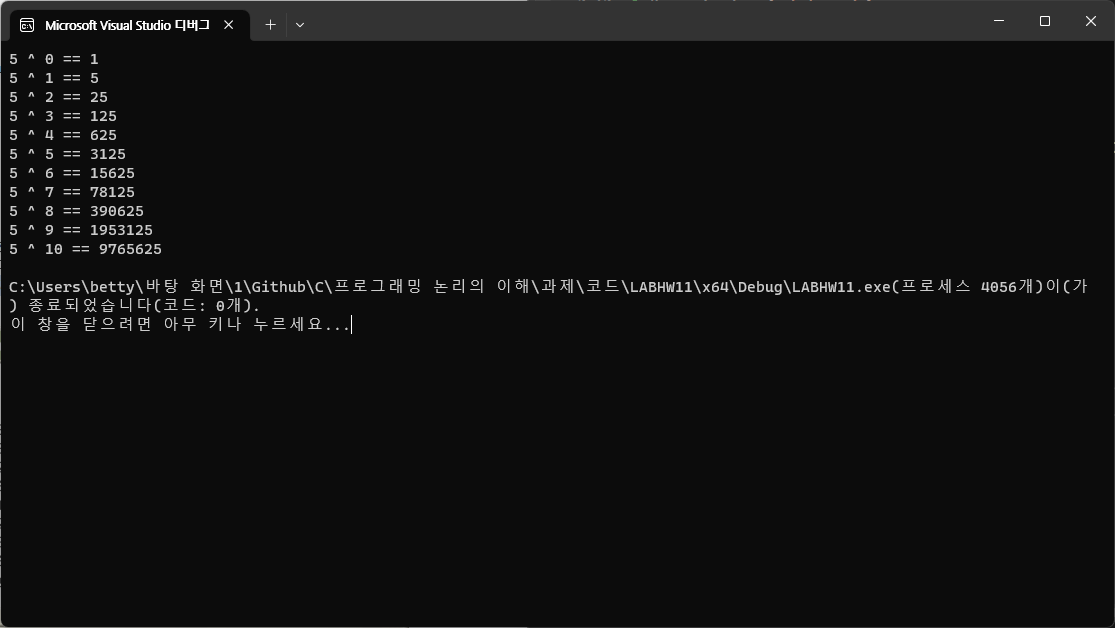 Microsoft Visual Studio 디버그
5 ^ 0 == 1
5 ^ 1 == 5
5 ^ 2 == 25
5 ^ 3 == 125
5 ^ 4 == 625
5 ^ 5 == 3125
5 ^ 6 == 15625
5 ^ 7 == 78125
5 ^ 8 == 390625
5 ^ 9 == 1953125
5 ^ 10 == 9765625
C:\Users\betty\바탕 화면\1\Github\C\프로그래밍 논리의 이해\과제\코드\LABHW11\x64\Debug\LABHW11.exe(프로세스 4056개)이(가
) 종료되었습니다(코드: 0개).
이 창을 닫으려면 아무 키나 누르세요...